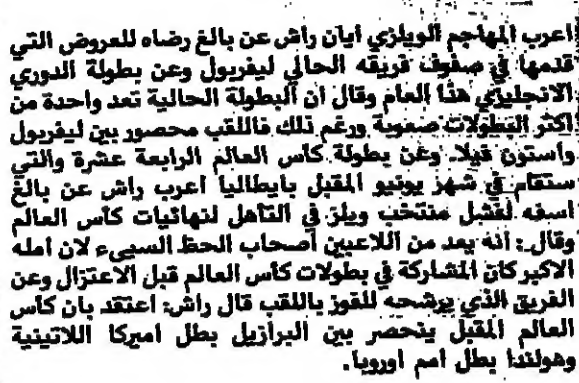 اعرب المهاجم الويلزي ايان راش عن بالغ رضاه للعروض التي
قدمها في صفوف فريقه الحالي ليفربول وعن بطولة الدوري
الانجليزي هذا العام وقال ان البطولة الحالية تعد واحدة من
اكثر البطولات صعوبة ورغم ذلك فاللقب محصور بين ليفربول
واستون فيلا. وعن بطولة كاس العالم الرابعة عشرة والتي
ستقام في شهر يونيو المقبل بايطاليا اعرب راش عن بالغ
اسفه لفشل منتخب ويلز في التاهل لنهائيات كاس العالم
وقال: انه يعد من اللاعبين اصحاب الحظ السييء لان امله
الاكبر كان المشاركة في بطولات كاس العالم قبل الاعتزال وعن
الفريق الذي يرشحه للفوز باللقب قال راش: اعتقد بان كاس
العالم المقبل ينحصر بين البرازيل بطل اميركا اللاتينية
وهولندا بطل امم اوروبا.